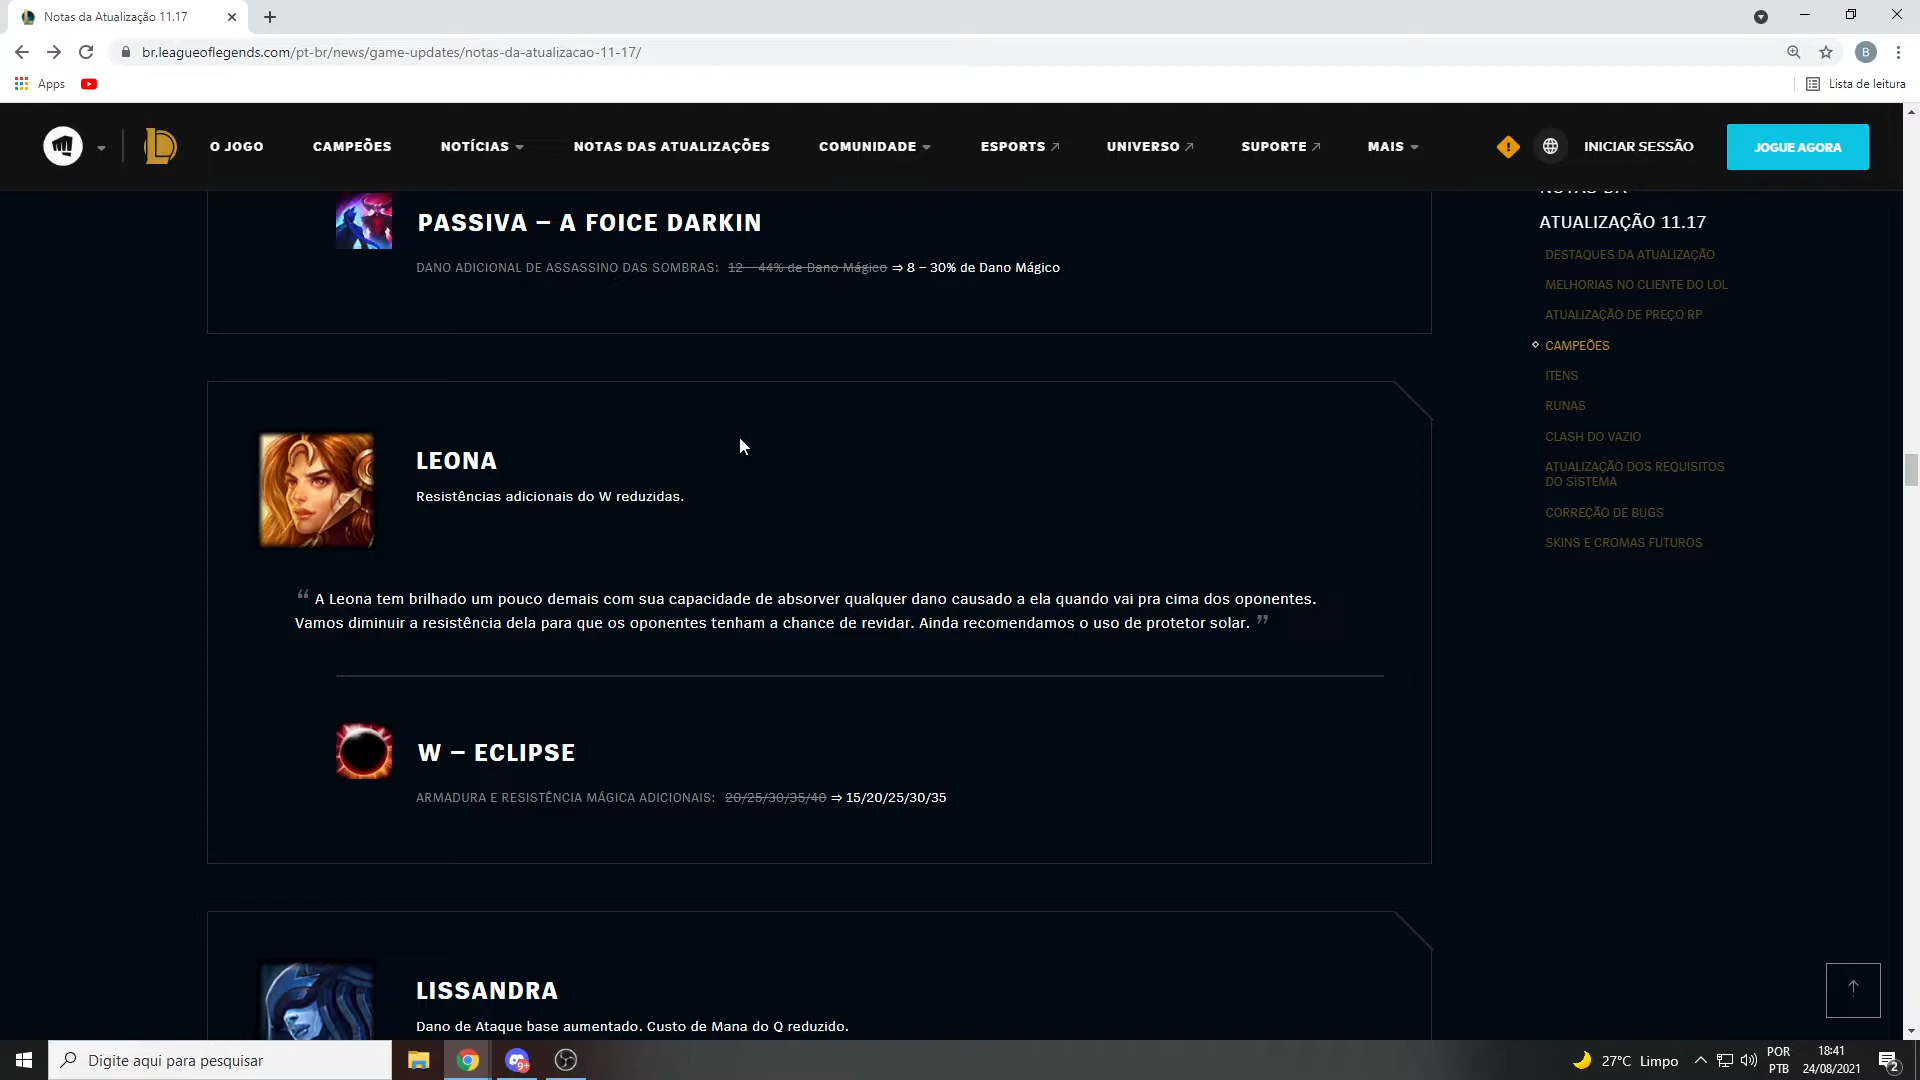 Notas da Atualização 11.17
br.leagueoflegends.com/pt-br/news/game-updates/notas-da-atualizacao-11-17/
B
Apps
Lista de leitura
O JOGO
CAMPEÕES
NOTÍCIAS
NOTAS DAS ATUALIZAÇÕES
COMUNIDADE
ESPORTS
UNIVERSO
SUPORTE
MAIS
INICIAR SESSÃO
JOGUE AGORA
PASSIVA – A FOICE DARKIN
DANO ADICIONAL DE ASSASSINO DAS SOMBRAS: 12 – 44% de Dano Mágico ⇒ 8 – 30% de Dano Mágico
LEONA
Resistências adicionais do W reduzidas.
“ A Leona tem brilhado um pouco demais com sua capacidade de absorver qualquer dano causado a ela quando vai pra cima dos oponentes.
Vamos diminuir a resistência dela para que os oponentes tenham a chance de revidar. Ainda recomendamos o uso de protetor solar. ”
W – ECLIPSE
ARMADURA E RESISTÊNCIA MÁGICA ADICIONAIS: 20/25/30/35/40 ⇒ 15/20/25/30/35
LISSANDRA
Dano de Ataque base aumentado. Custo de Mana do Q reduzido.
NOTAS DA
ATUALIZAÇÃO 11.17
DESTAQUES DA ATUALIZAÇÃO
MELHORIAS NO CLIENTE DO LOL
ATUALIZAÇÃO DE PREÇO RP
CAMPEÕES
ITENS
RUNAS
CLASH DO VAZIO
ATUALIZAÇÃO DOS REQUISITOS
DO SISTEMA
CORREÇÃO DE BUGS
SKINS E CROMAS FUTUROS
Digite aqui para pesquisar
9+
27°C Limpo
POR
PTB
18:41
24/08/2021
2